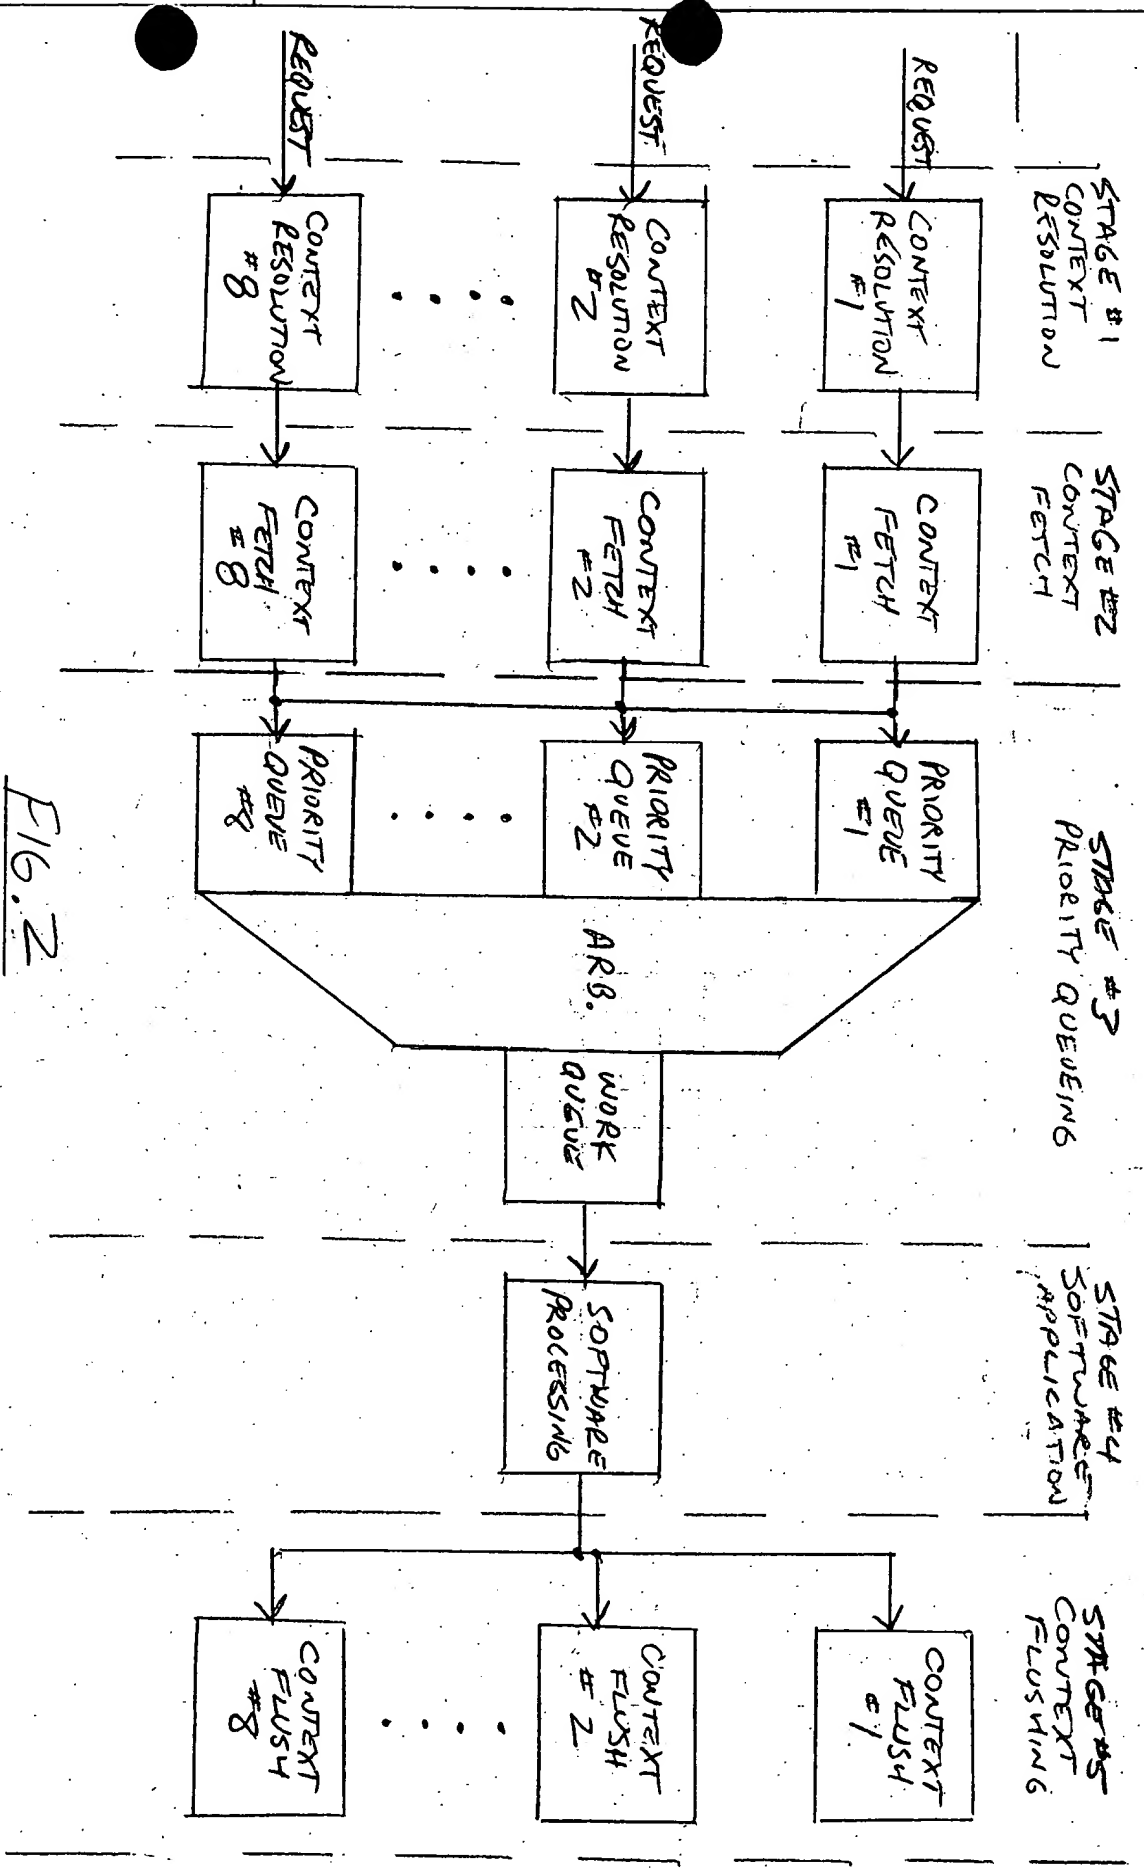 STAGE #1
CONTEXT
RESOLUTION
STAGE #2
CONTEXT
FETCH
STAGE #3
PRIORITY QUEUEING
STAGE #4
SOFTWARE
APPLICATION
STAGE #5
CONTEXT
FLUSHING
REQUEST
CONTEXT
RESOLUTION
#1
CONTEXT
FETCH
#1
PRIORITY
QUEUE
#1
CONTEXT
FLUSH
#1
REQUEST
CONTEXT
RESOLUTION
#2
CONTEXT
FETCH
#2
PRIORITY
QUEUE
#2
ARB.
WORK
QUEUE
SOFTWARE
PROCESSING
CONTEXT
FLUSH
#2
REQUEST
CONTEXT
RESOLUTION
#8
CONTEXT
FETCH
#8
PRIORITY
QUEUE
#8
CONTEXT
FLUSH
#8
FIG. 2